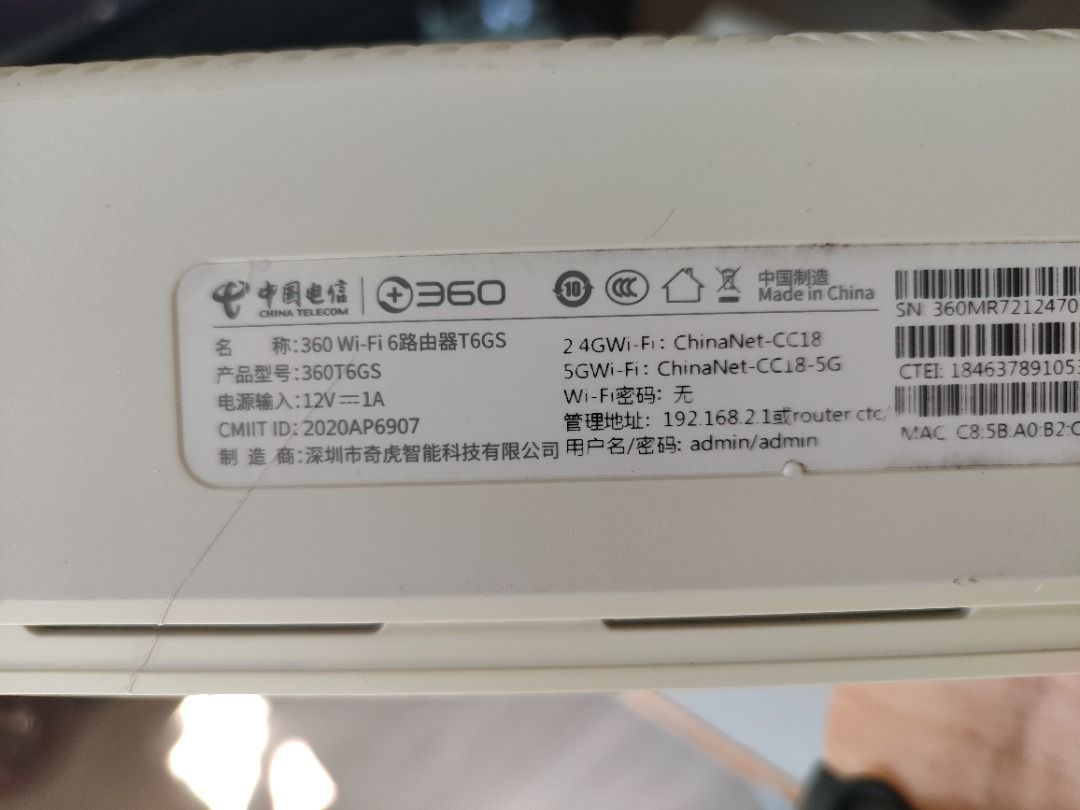 中国电信 CHINA TELECOM 360 10 CCC 中国制造 Made in China
名 称:360 Wi-Fi 6路由器T6GS
产品型号:360T6GS
电源输入:12V⎓1A
CMIIT ID:2020AP6907
制 造 商:深圳市奇虎智能科技有限公司
2.4GWi-Fi: ChinaNet-CC18
5GWi-Fi: ChinaNet-CC18-5G
Wi-Fi密码: 无
管理地址: 192.168.2.1或router.ctc/
用户名/密码: admin/admin
SN: 360MR7212470
CTEI: 184637891053
MAC C8:5B:A0:B2:C